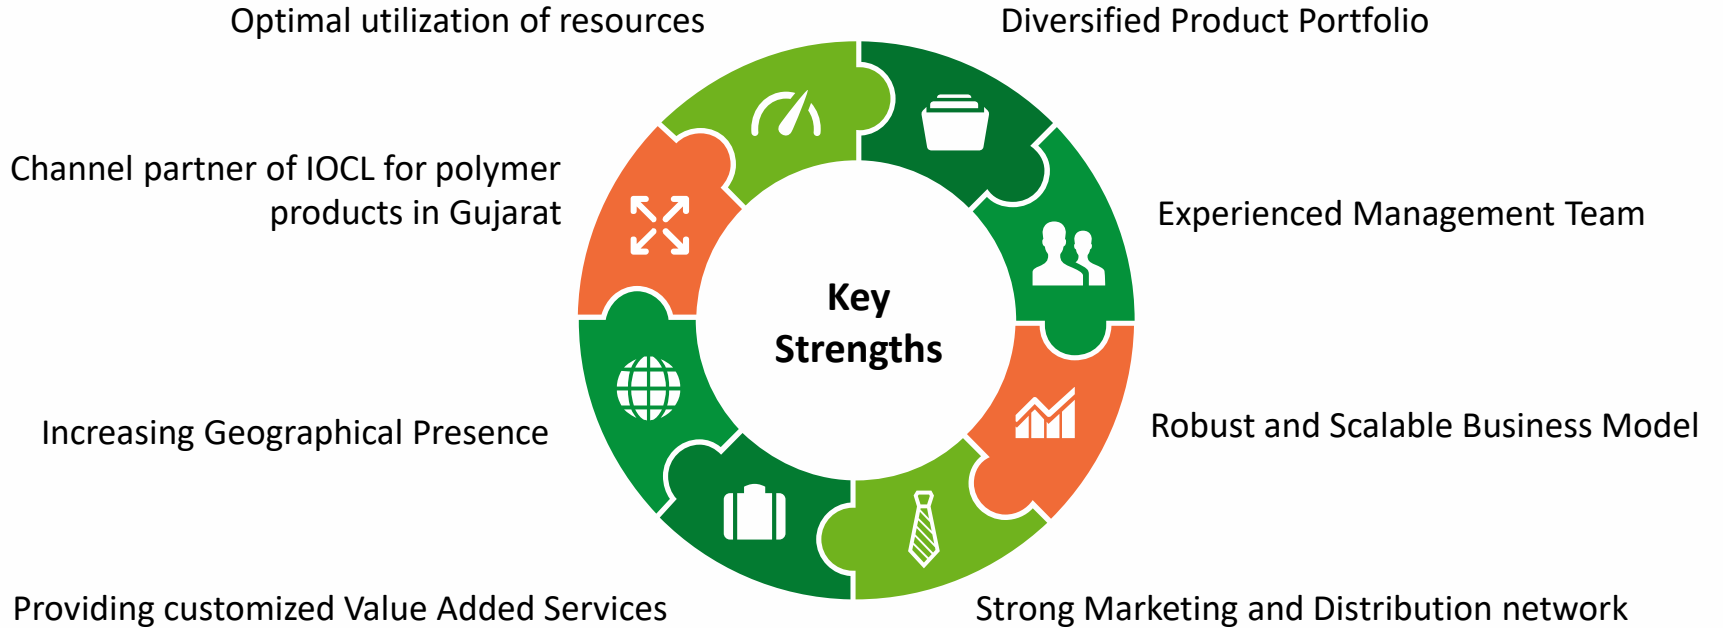 Optimal utilization of resources
Diversified Product Portfolio
Channel partner of IOCL for polymer
products in Gujarat
Experienced Management Team
Key
Strengths
Increasing Geographical Presence
Robust and Scalable Business Model
Providing customized Value Added Services
Strong Marketing and Distribution network